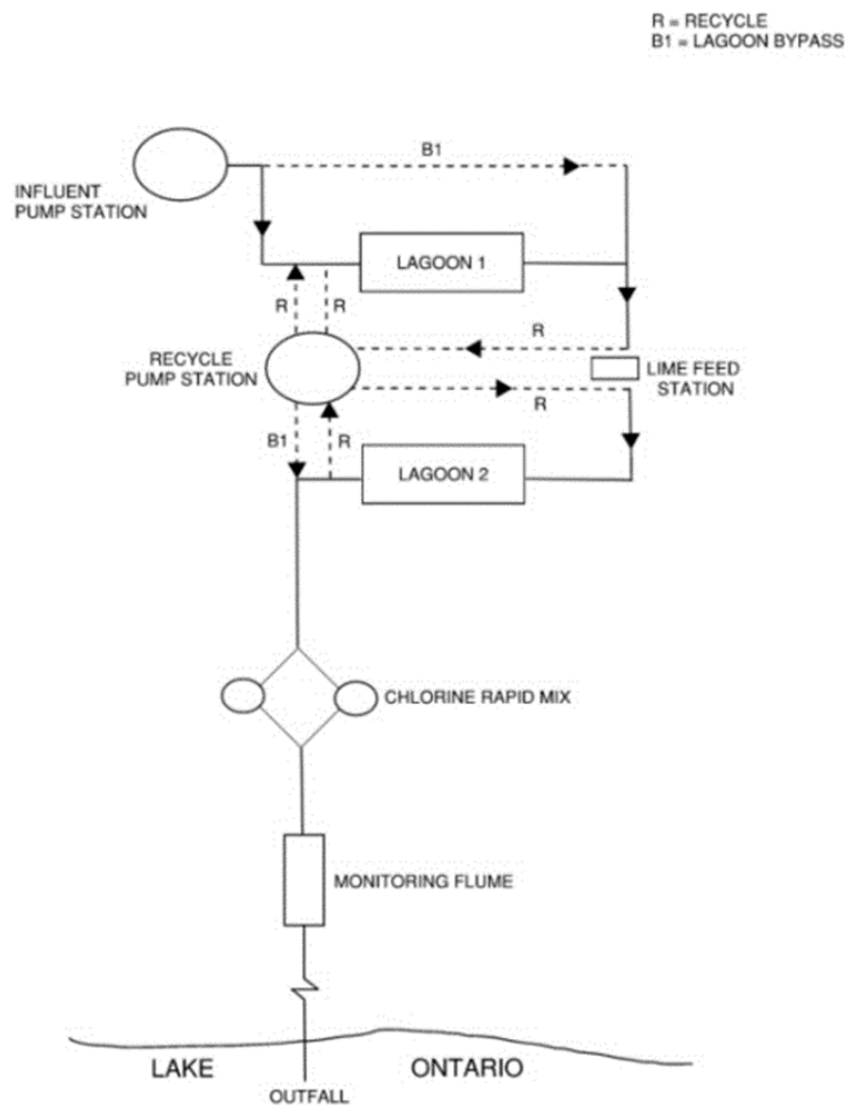 R = RECYCLE
B1 = LAGOON BYPASS
B1
INFLUENT
PUMP STATION
LAGOON 1
R
R
R
RECYCLE
PUMP STATION
LIME FEED
STATION
R
B1
R
LAGOON 2
CHLORINE RAPID MIX
MONITORING FLUME
LAKE
ONTARIO
OUTFALL